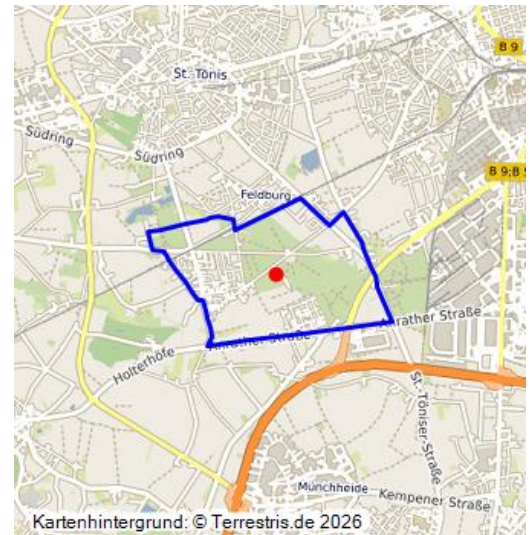 B 9
St. Tönis
Südring
Südring
B 9;B 5
Feldburg
Anrather Straße
Anrather Straße
Holterhöfe
St.-Töniser-Straße
Münchheide
Kempener Straße
Kartenhintergrund: © Terrestris.de 2026